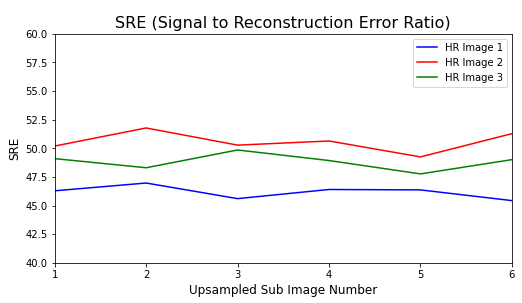 SRE (Signal to Reconstruction Error Ratio)
60.0
57.5
55.0
52.5
50.0
47.5
45.0
42.5
40.0
SRE
HR Image 1
HR Image 2
HR Image 3
1 2 3 4 5 6
Upsampled Sub Image Number